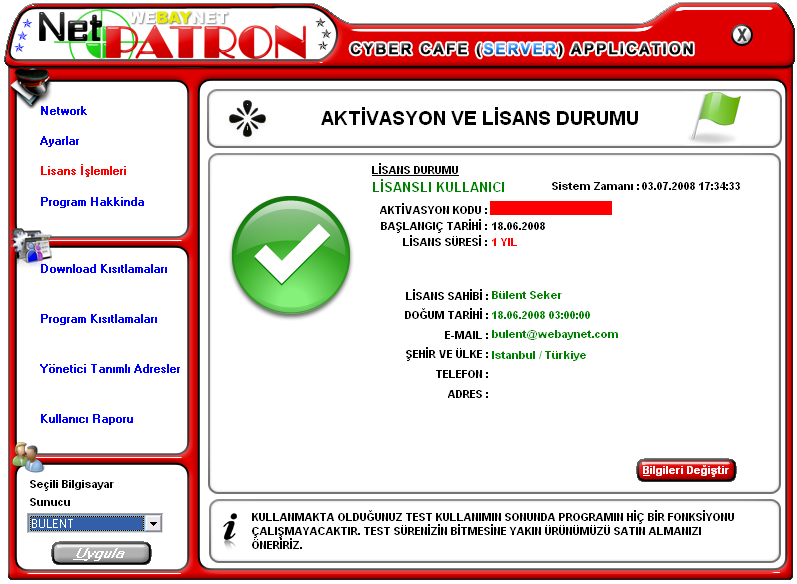 Net WEBAYNET
PATRON
CYBER CAFE (SERVER) APPLICATION
X
Network
Ayarlar
Lisans İşlemleri
Program Hakkinda
Download Kısıtlamaları
Program Kısıtlamaları
Yönetici Tanımlı Adresler
Kullanıcı Raporu
Seçili Bilgisayar
Sunucu
BULENT
Uygula
AKTİVASYON VE LİSANS DURUMU
LİSANS DURUMU
LİSANSLI KULLANICI
Sistem Zamanı : 03.07.2008 17:34:33
AKTİVASYON KODU :
BAŞLANGIÇ TARİHİ : 18.06.2008
LİSANS SÜRESİ : 1 YIL
LİSANS SAHİBİ : Bülent Seker
DOĞUM TARİHİ : 18.06.2008 03:00:00
E-MAIL : bulent@webaynet.com
ŞEHİR VE ÜLKE : Istanbul / Türkiye
TELEFON :
ADRES :
Bilgileri Değiştir
KULLANMAKTA OLDUĞUNUZ TEST KULLANIMIN SONUNDA PROGRAMIN HİÇ BİR FONKSİYONU
ÇALIŞMAYACAKTIR. TEST SÜRENİZİN BİTMESİNE YAKIN ÜRÜNÜMÜZÜ SATIN ALMANIZI
ÖNERİRİZ.